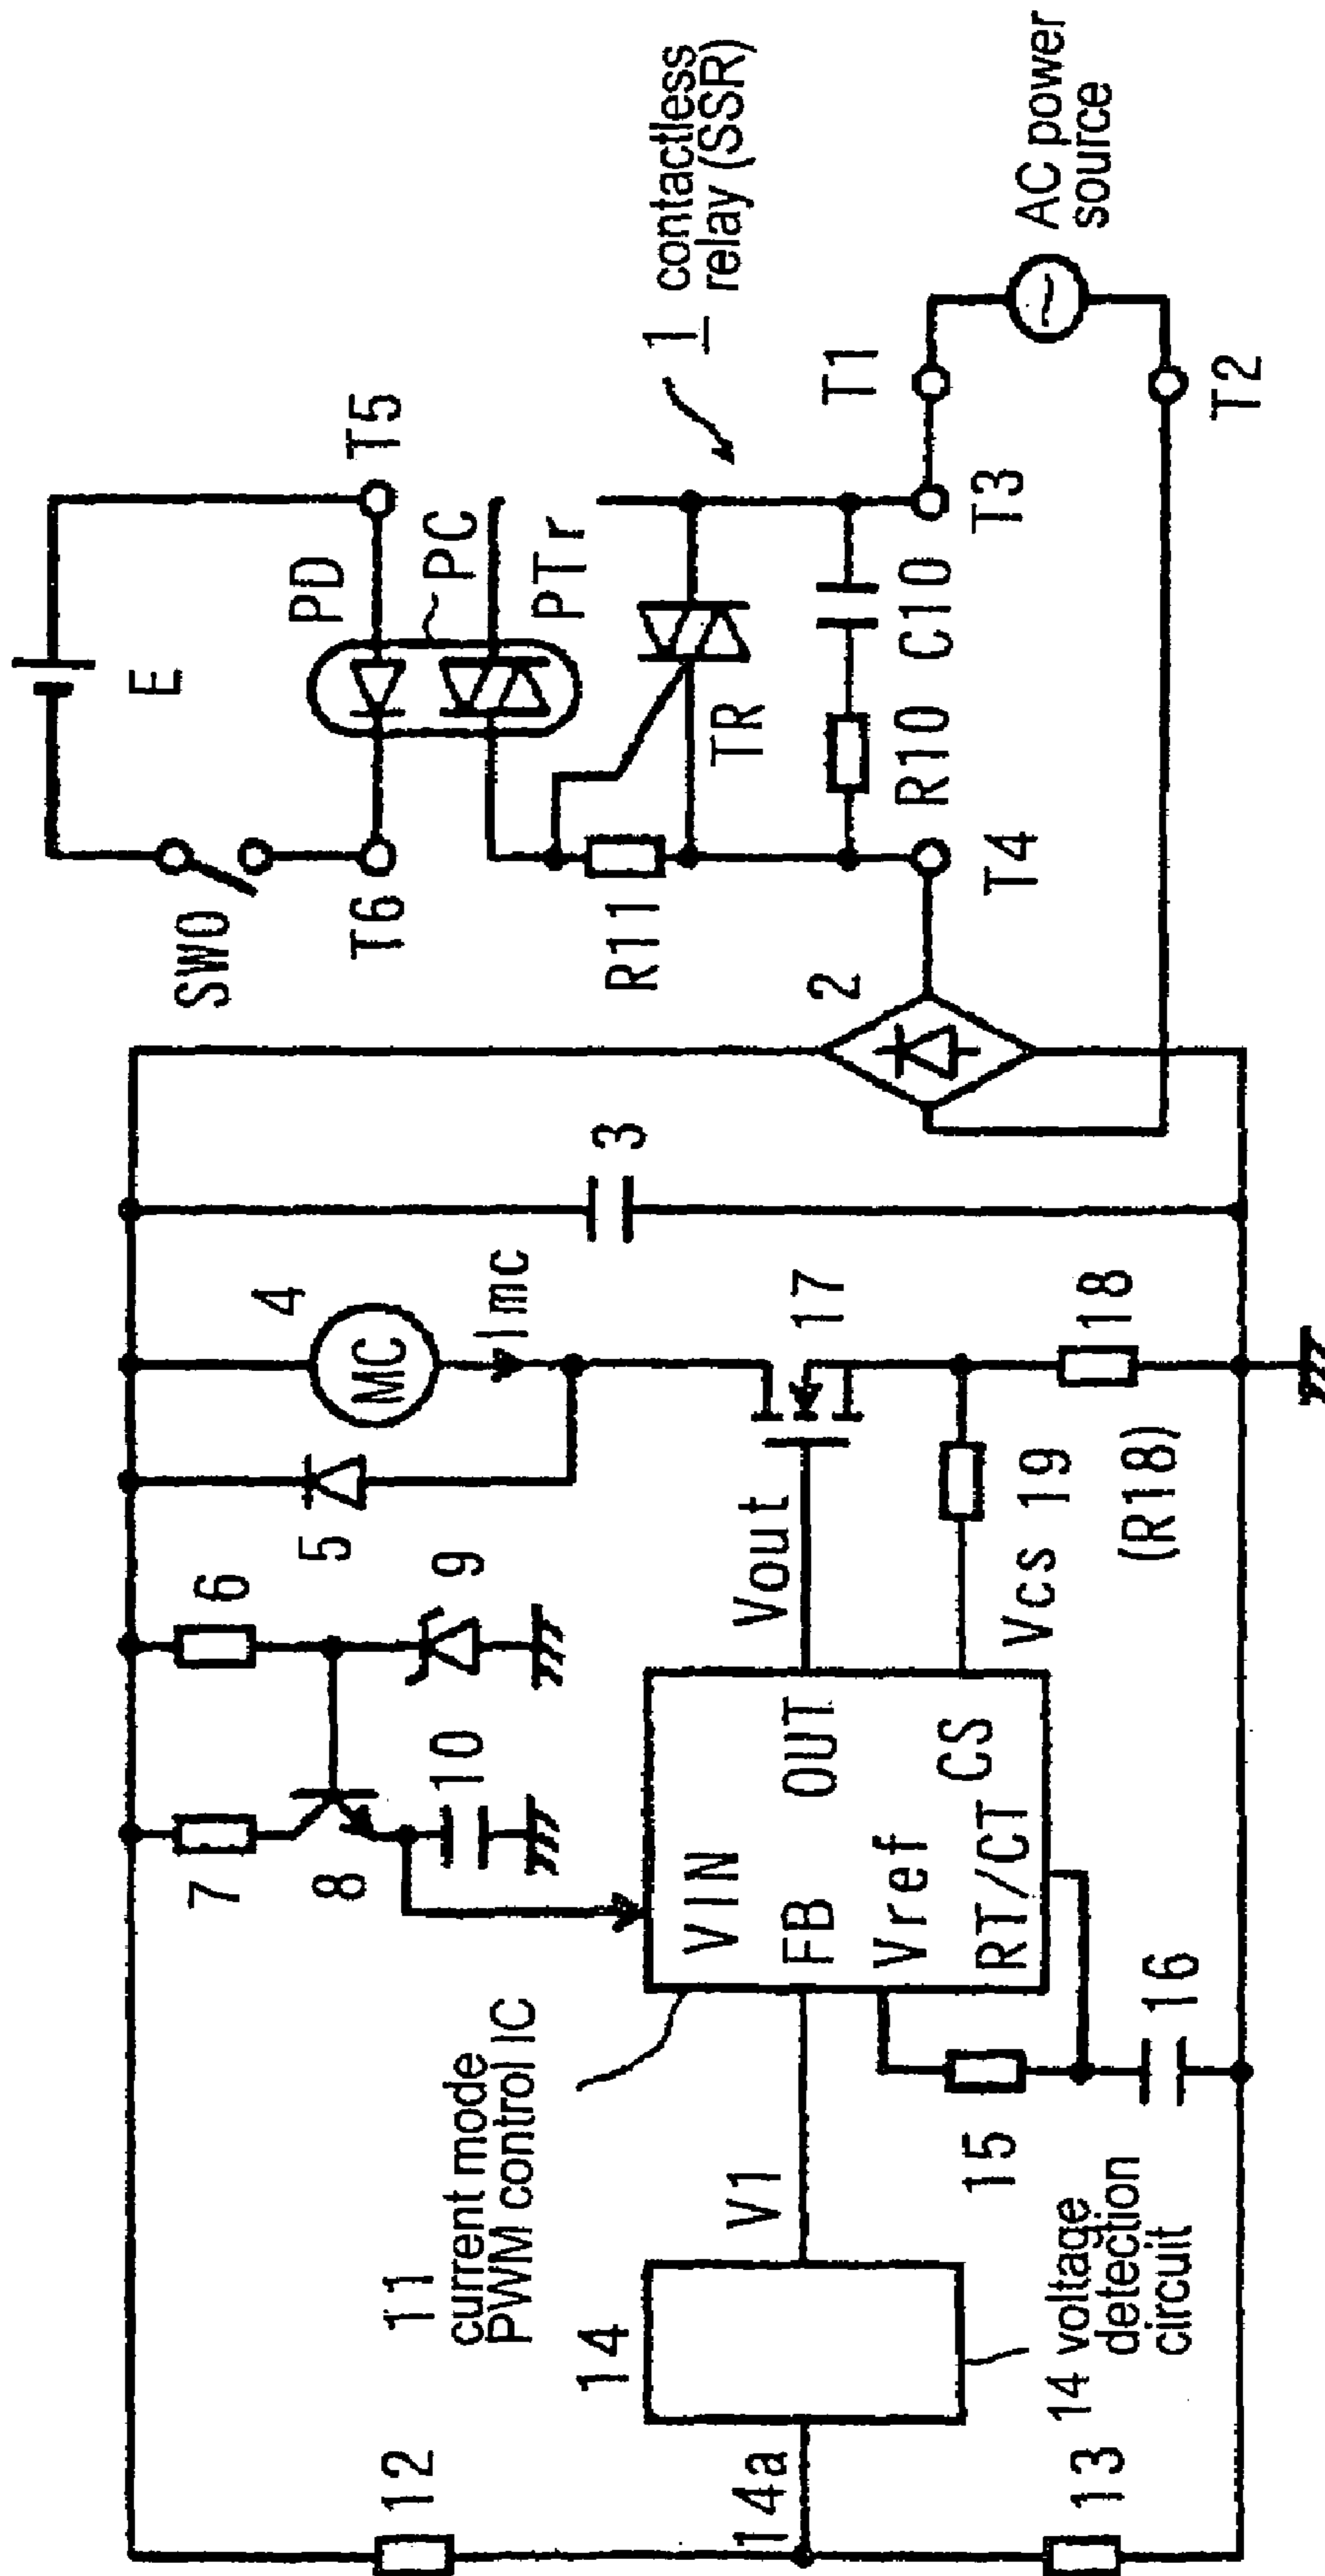 SW0
E
T6
T5
PD
PC
PTr
R11
TR
R10
C10
1
contactless
relay (SSR)
T4
T3
T1
T2
AC power
source
2
3
4
MC
Imc
5
6
7
8
9
10
11
current mode
PWM control IC
VIN
FB
OUT
Vref
CS
RT/CT
Vout
Vcs
17
18
(R18)
19
12
13
14
14a
V1
14 voltage
detection
circuit
15
16